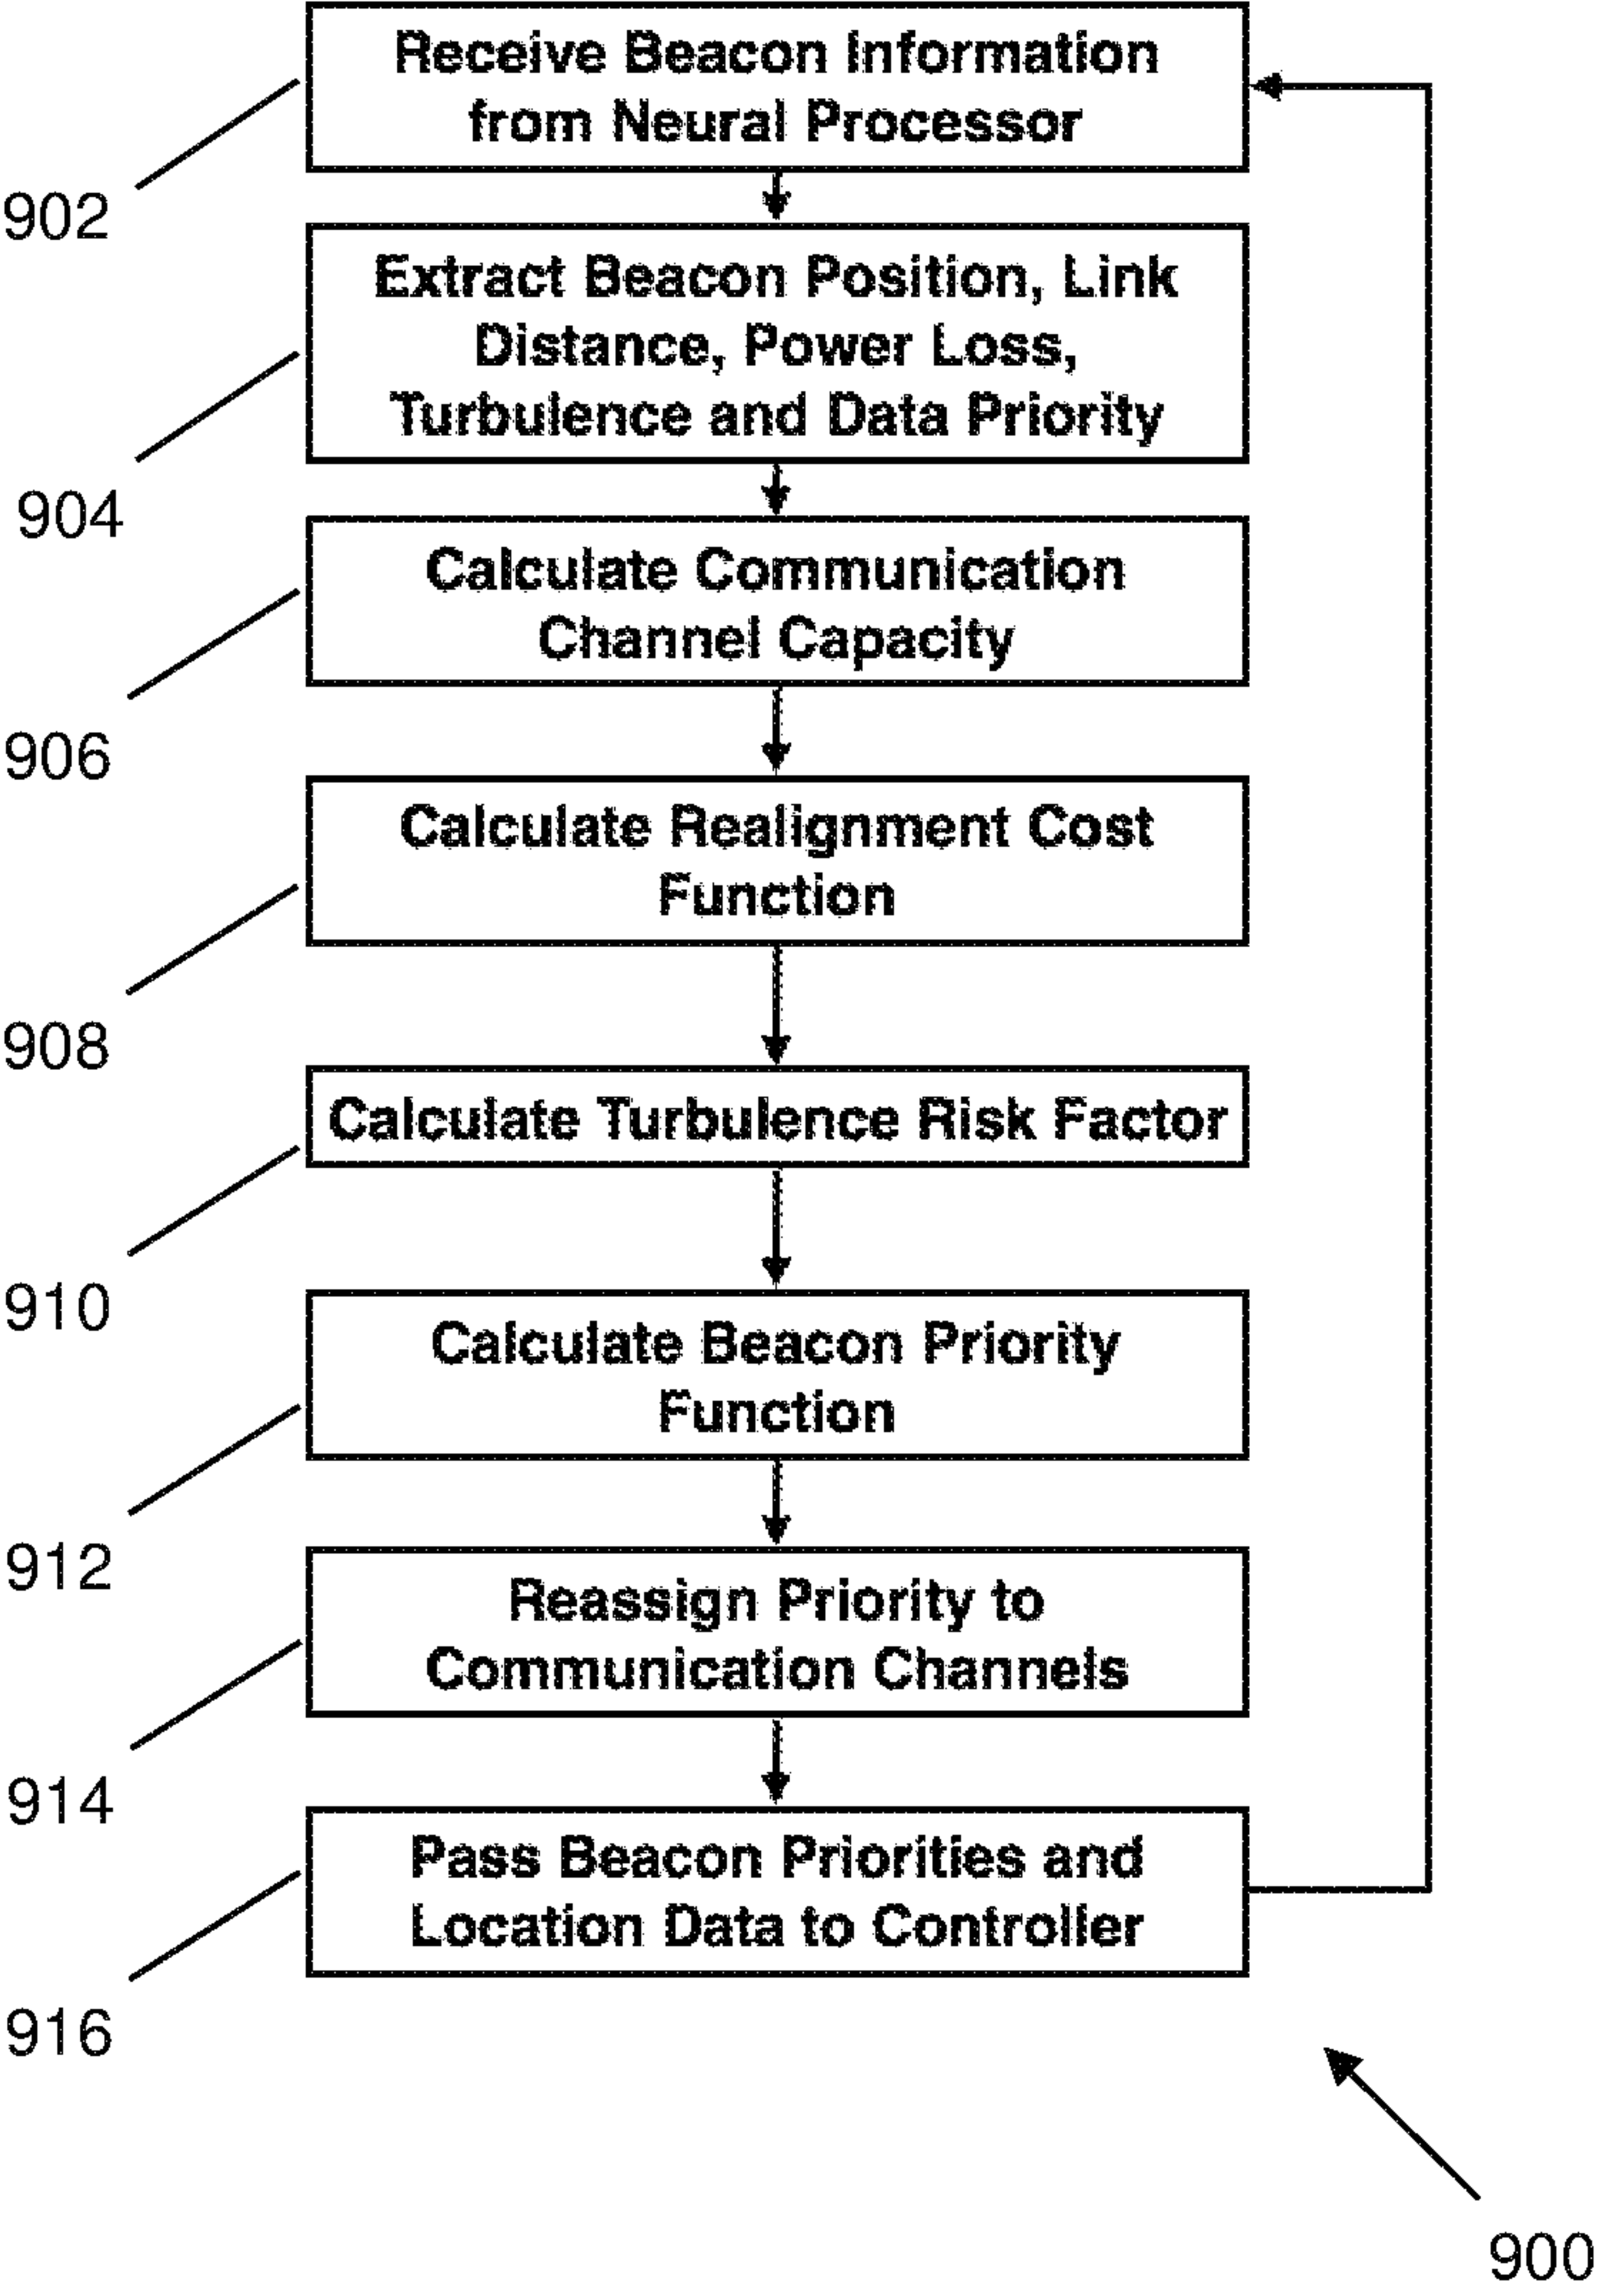 Receive Beacon Information
from Neural Processor
902
Extract Beacon Position, Link
Distance, Power Loss,
Turbulence and Data Priority
904
Calculate Communication
Channel Capacity
906
Calculate Realignment Cost
Function
908
Calculate Turbulence Risk Factor
910
Calculate Beacon Priority
Function
912
Reassign Priority to
Communication Channels
914
Pass Beacon Priorities and
Location Data to Controller
916
900